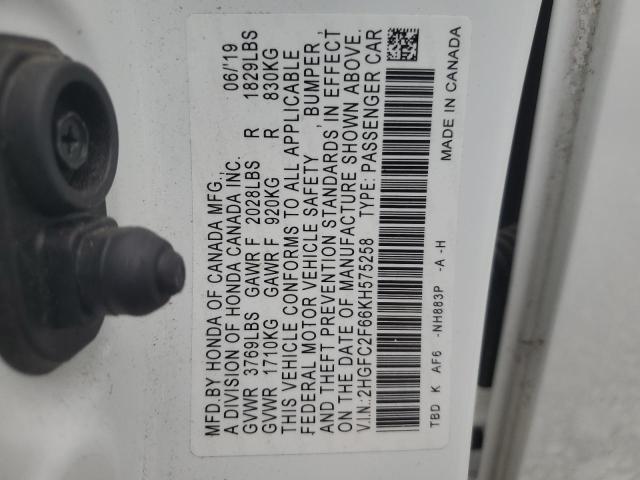 MFD.BY HONDA OF CANADA MFG., 06/'19
A DIVISION OF HONDA CANADA INC.
GVWR 3769LBS GAWR F 2028LBS R 1829LBS
GVWR 1710KG GAWR F 920KG R 830KG
THIS VEHICLE CONFORMS TO ALL APPLICABLE
FEDERAL MOTOR VEHICLE SAFETY , BUMPER ,
AND THEFT PREVENTION STANDARDS, IN EFFECT
ON THE DATE OF MANUFACTURE SHOWN ABOVE.
V.I.N.:2HGFC2F66KH575258 TYPE: PASSENGER CAR
TBD K AF6 -NH883P -A -H MADE IN CANADA